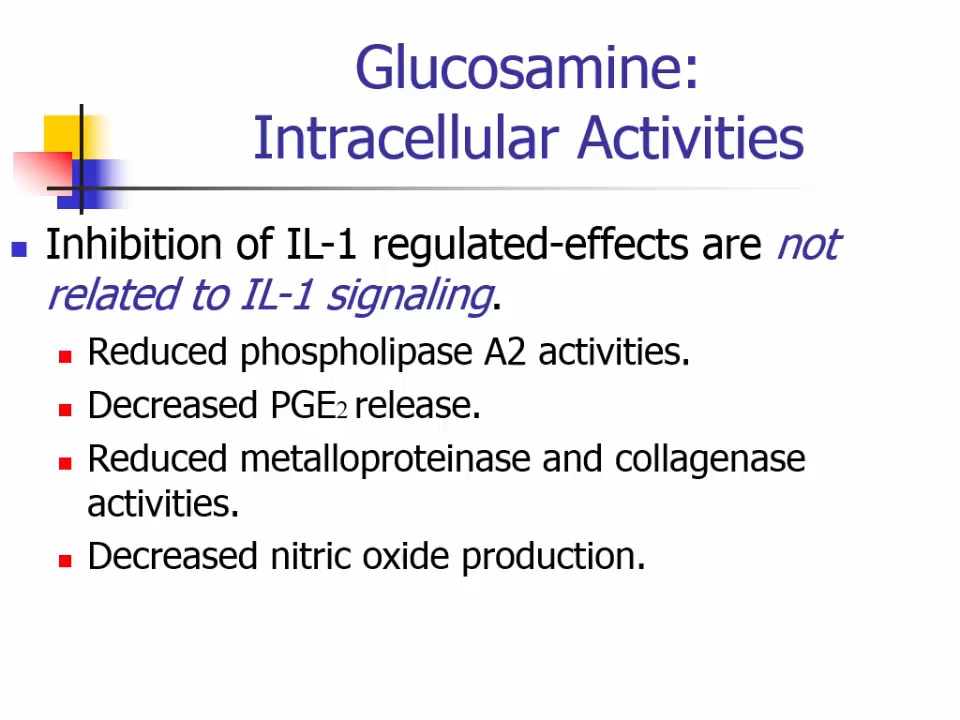 Glucosamine:
Intracellular Activities
Inhibition of IL-1 regulated-effects are not
related to IL-1 signaling.
Reduced phospholipase A2 activities.
Decreased PGE2 release.
Reduced metalloproteinase and collagenase
activities.
Decreased nitric oxide production.